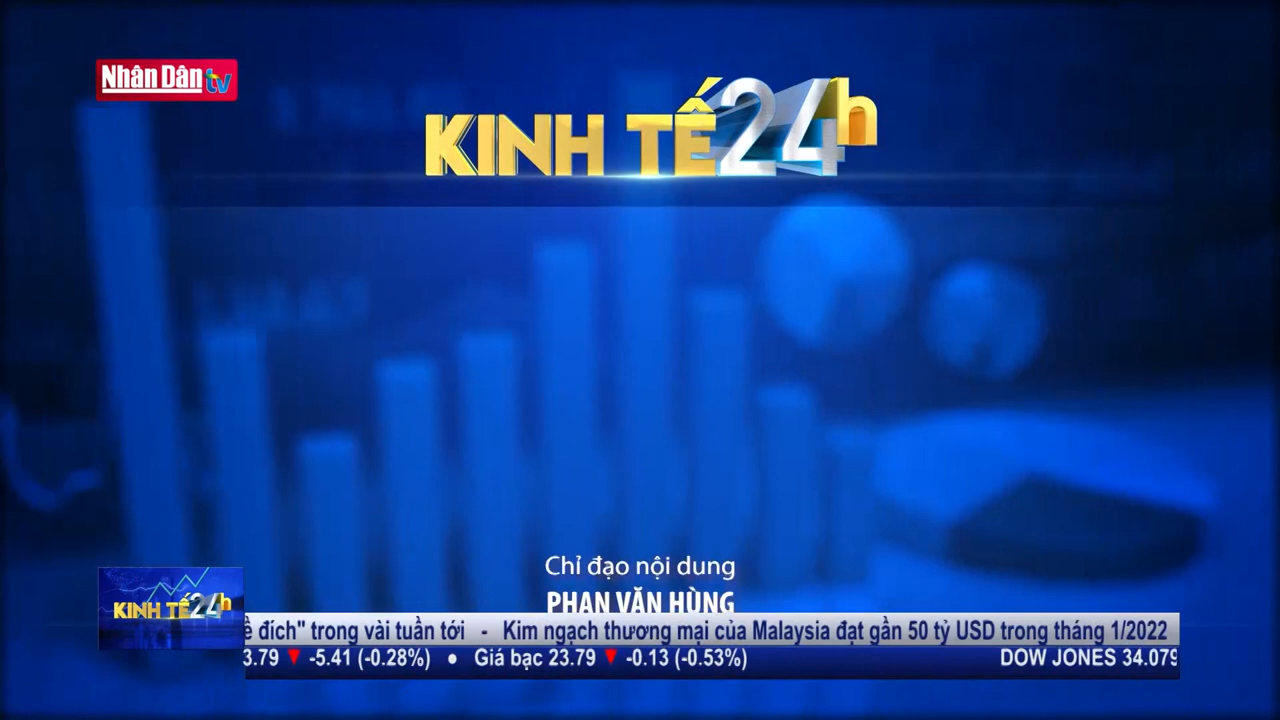 Nhân Dân tv
KINH TẾ 24h
Chỉ đạo nội dung
PHAN VĂN HÙNG
KINH TẾ 24h
ề đích" trong vài tuần tới - Kim ngạch thương mại của Malaysia đạt gần 50 tỷ USD trong tháng 1/2022
3.79 ▼ -5.41 (-0.28%) • Giá bạc 23.79 ▼ -0.13 (-0.53%) DOW JONES 34.079